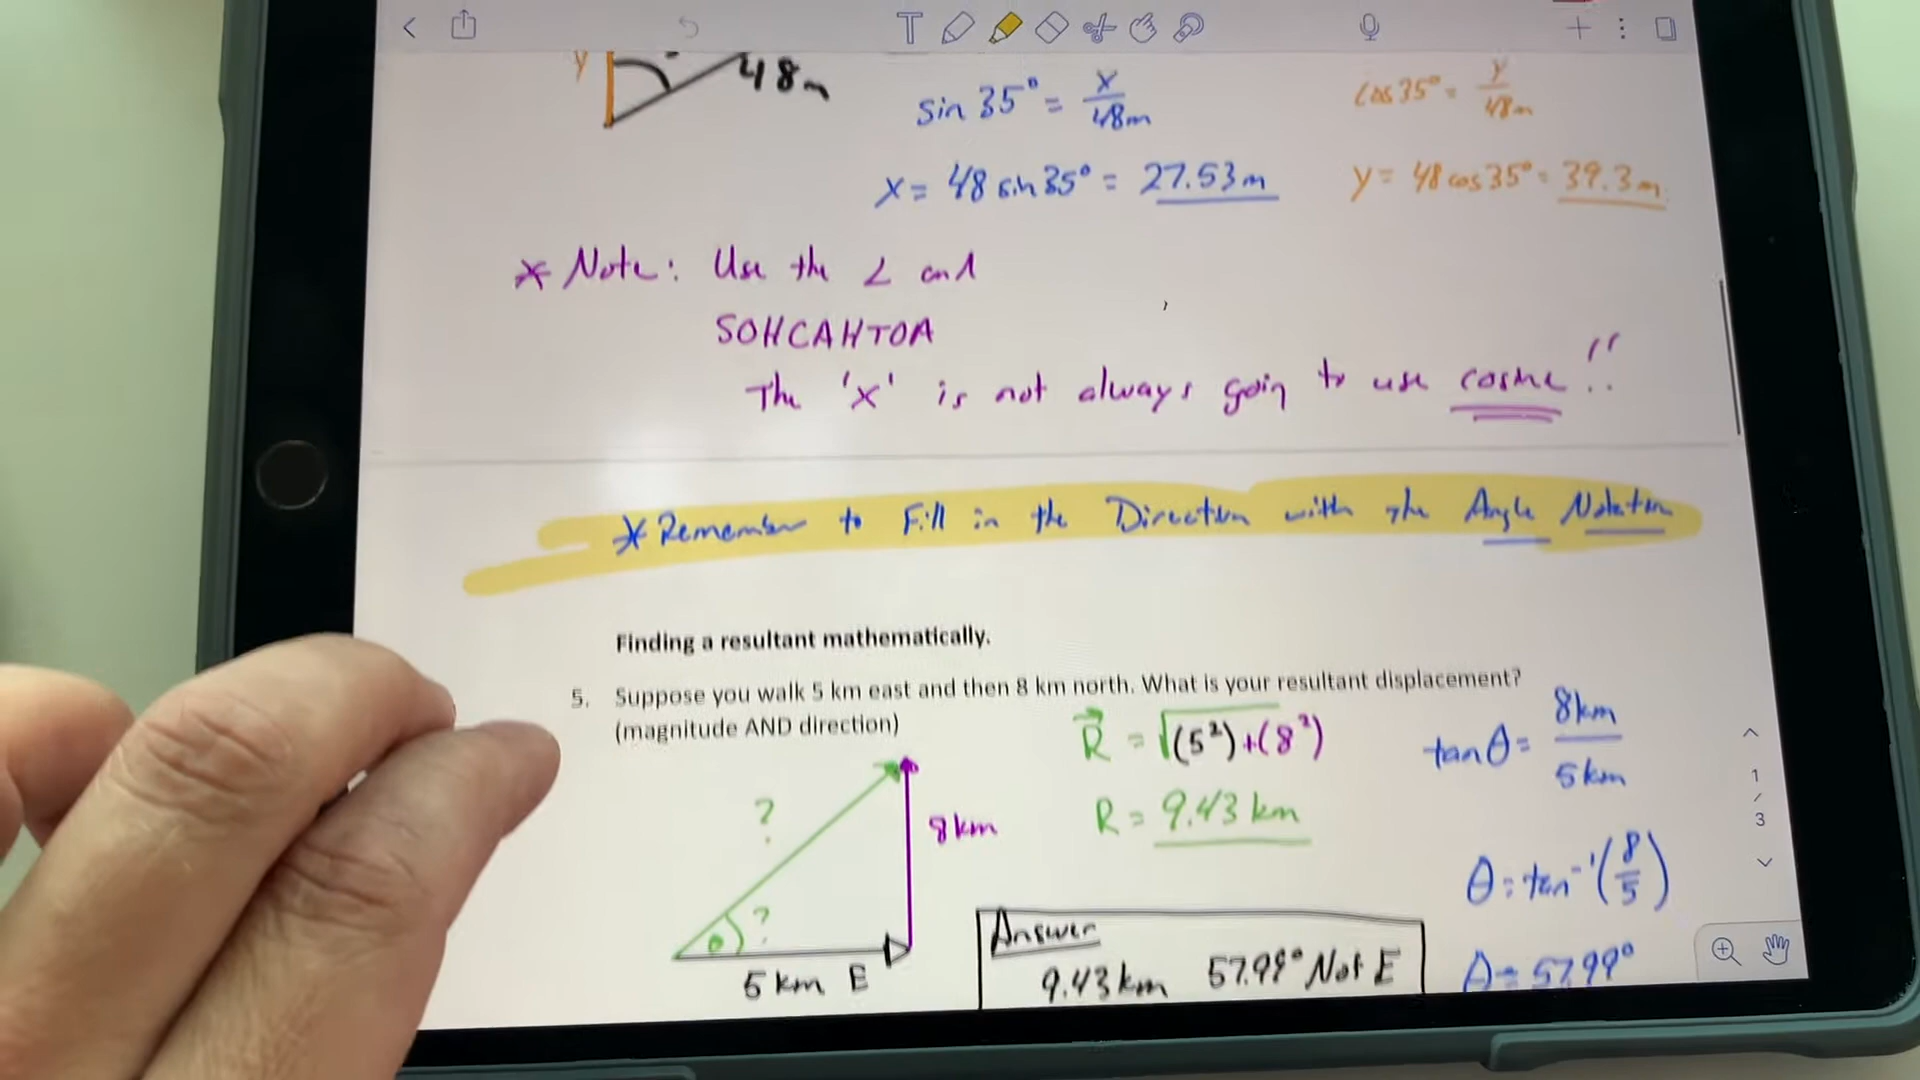 y
48m
sin 35° = x/48m
cos 35° = y/48m
x = 48 sin 35° = 27.53m
y = 48 cos 35° = 39.3m
* Note: Use the ∠ and
SOHCAHTOA
The 'x' is not always going to use cosine!!
* Remember to Fill in the Direction with the Angle Notation
Finding a resultant mathematically.
5. Suppose you walk 5 km east and then 8 km north. What is your resultant displacement?
(magnitude AND direction)
R = √(5²)+(8²)
tanθ = 8km/5km
?
8km
R = 9.43 km
θ = tan⁻¹(8/5)
θ
?
5 km E
Answer
9.43km 57.99° N of E
θ = 57.99°
1
/
3